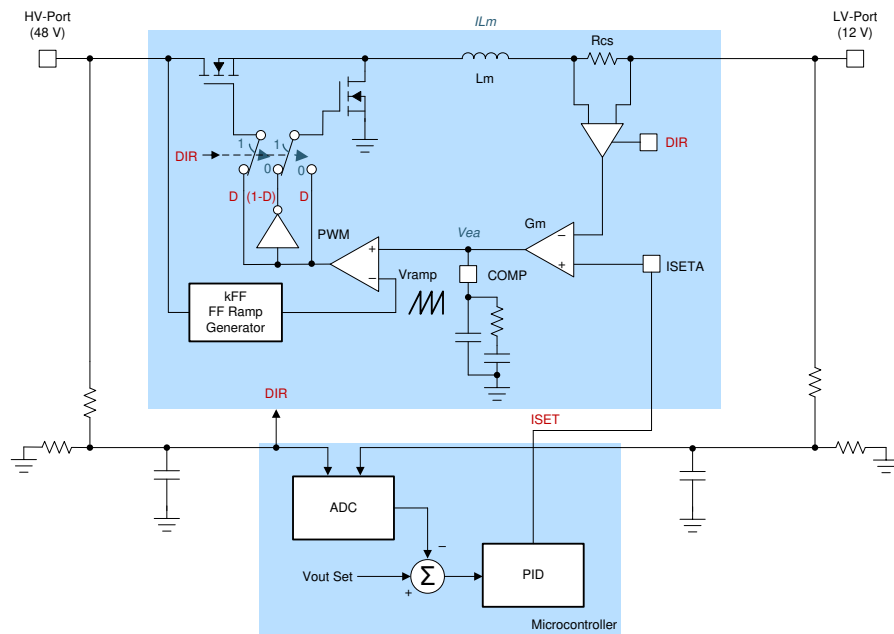 HV-Port
(48 V)
ILm
LV-Port
(12 V)
Rcs
Lm
1
1
DIR
0
0
DIR
D
(1-D)
D
PWM
Vea
Gm
−
+
+
−
Vramp
COMP
ISETA
kFF
FF Ramp
Generator
DIR
ISET
ADC
−
Vout Set
Σ
+
PID
Microcontroller